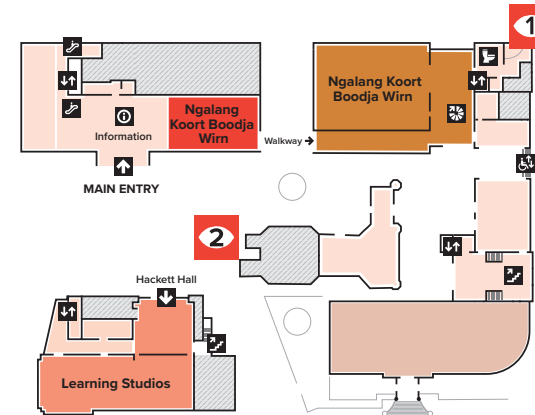 1
Ngalang Koort
Boodja Wirn
Ngalang
Koort Boodja
Wirn
Information
Walkway
MAIN ENTRY
2
Hackett Hall
Learning Studios